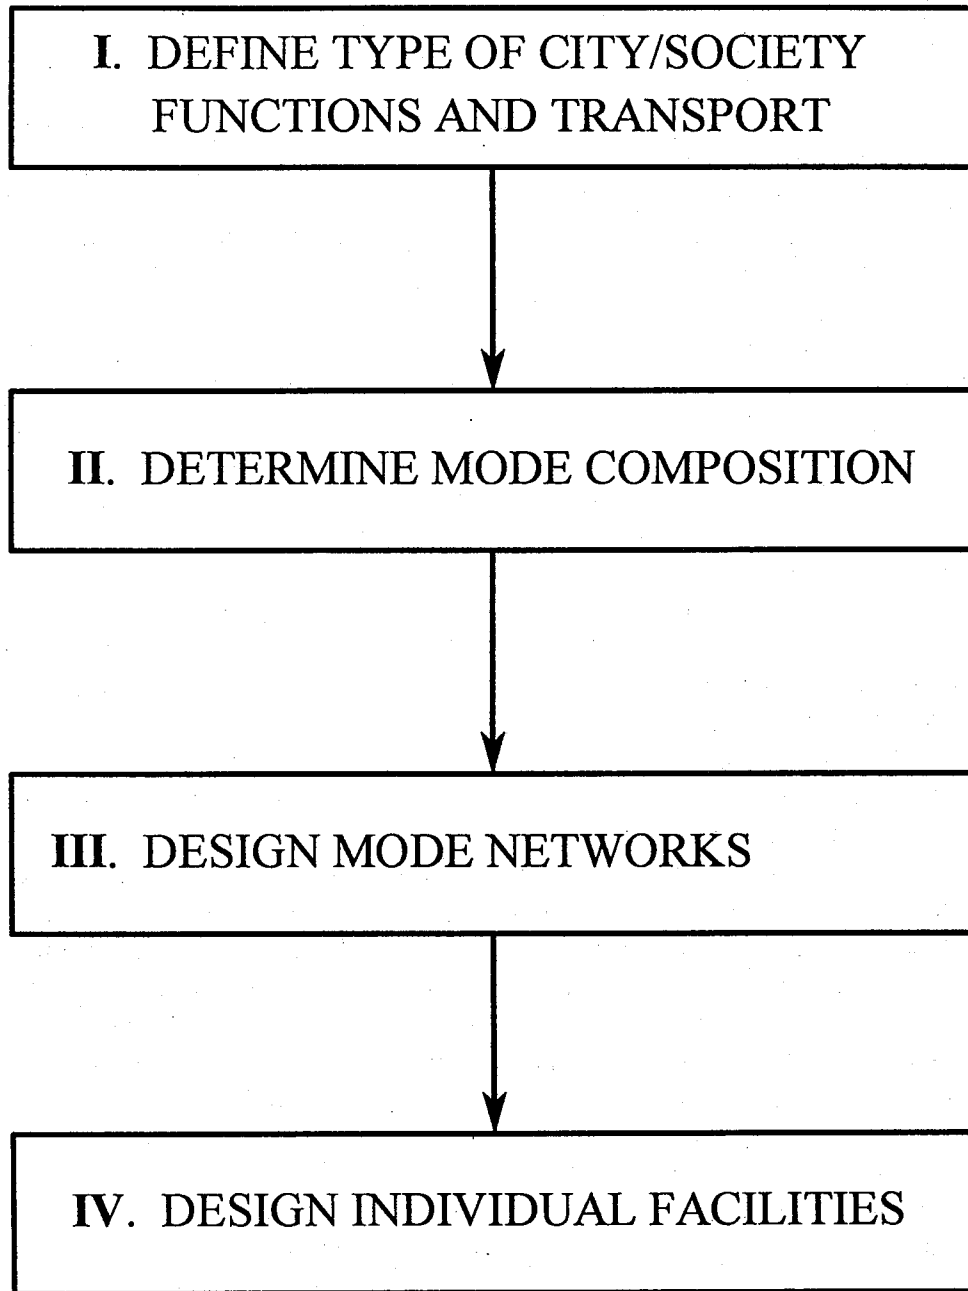 I. DEFINE TYPE OF CITY/SOCIETY
FUNCTIONS AND TRANSPORT
II. DETERMINE MODE COMPOSITION
III. DESIGN MODE NETWORKS
IV. DESIGN INDIVIDUAL FACILITIES